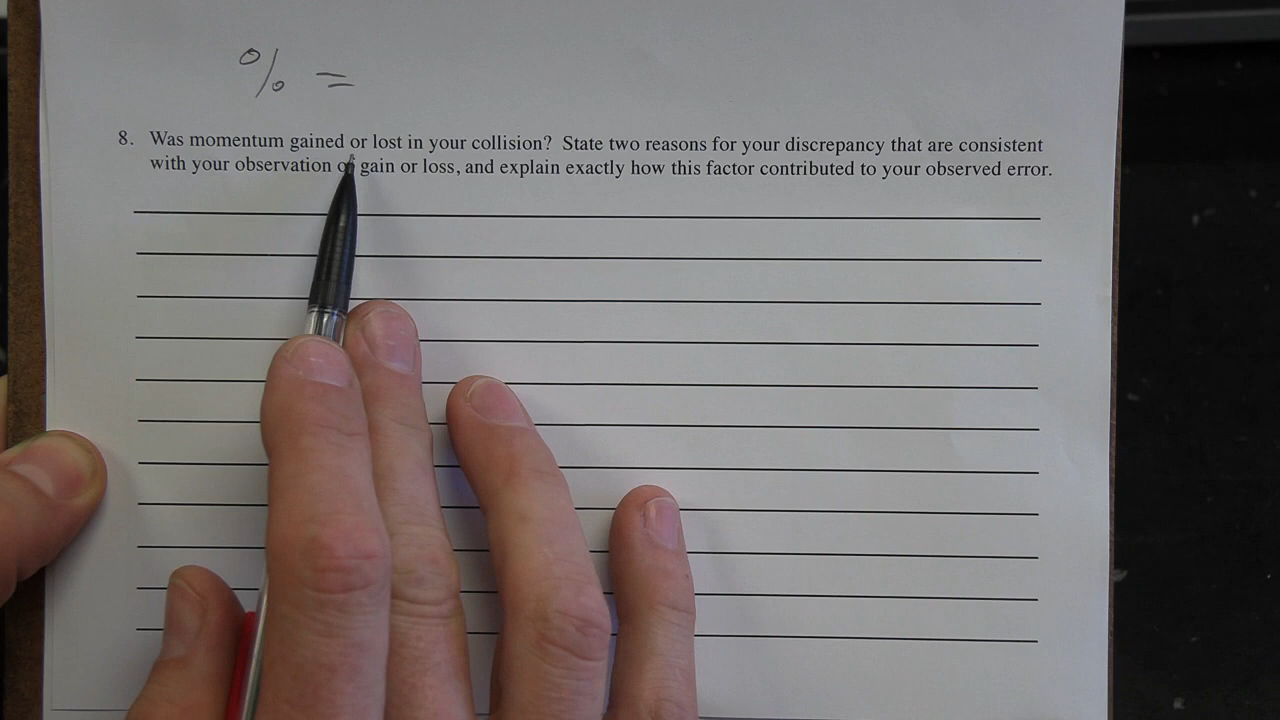 % =
8. Was momentum gained or lost in your collision? State two reasons for your discrepancy that are consistent
with your observation of gain or loss, and explain exactly how this factor contributed to your observed error.